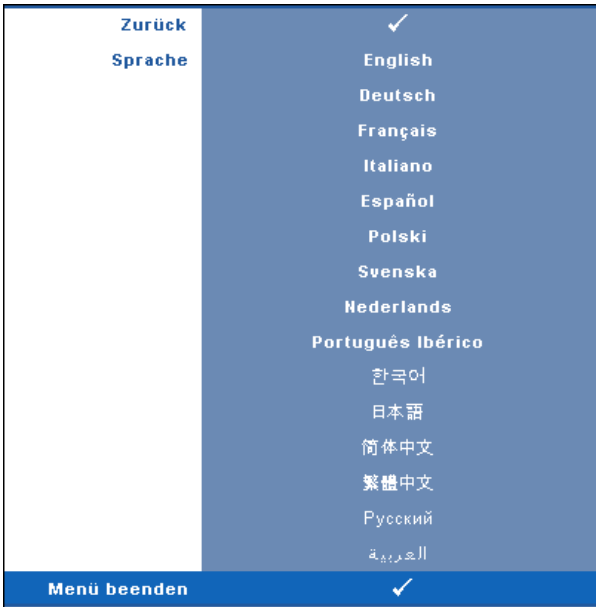 Zurück ✓
Sprache English
Deutsch
Français
Italiano
Español
Polski
Svenska
Nederlands
Português Ibérico
한국어
日本語
简体中文
繁體中文
Русский
العربية
Menü beenden ✓